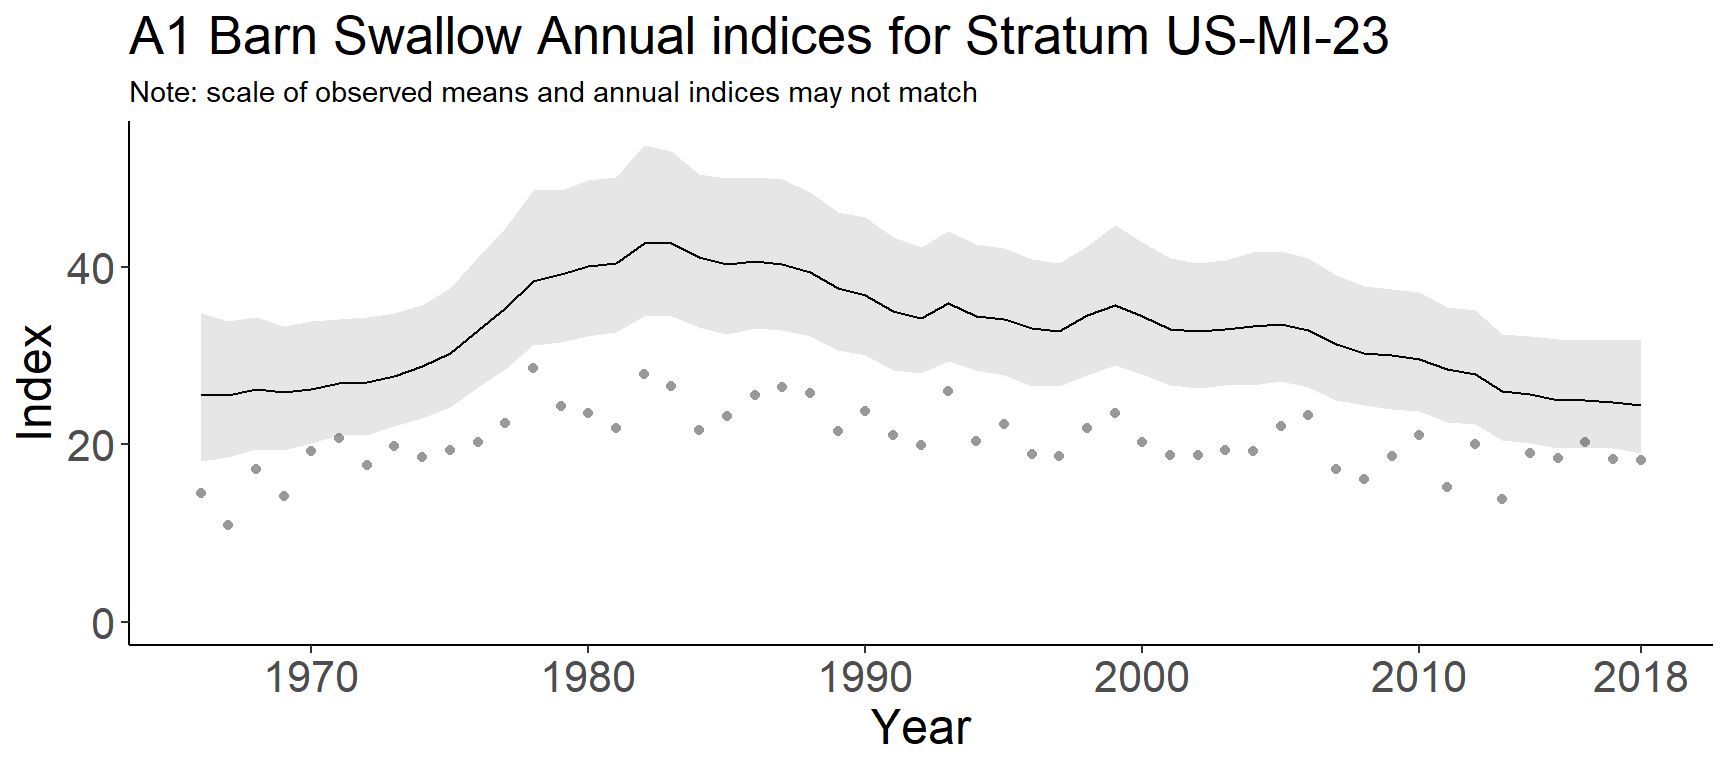 A1 Barn Swallow Annual indices for Stratum US-MI-23
Note: scale of observed means and annual indices may not match
40
20
0
Index
1970 1980 1990 2000 2010 2018
Year